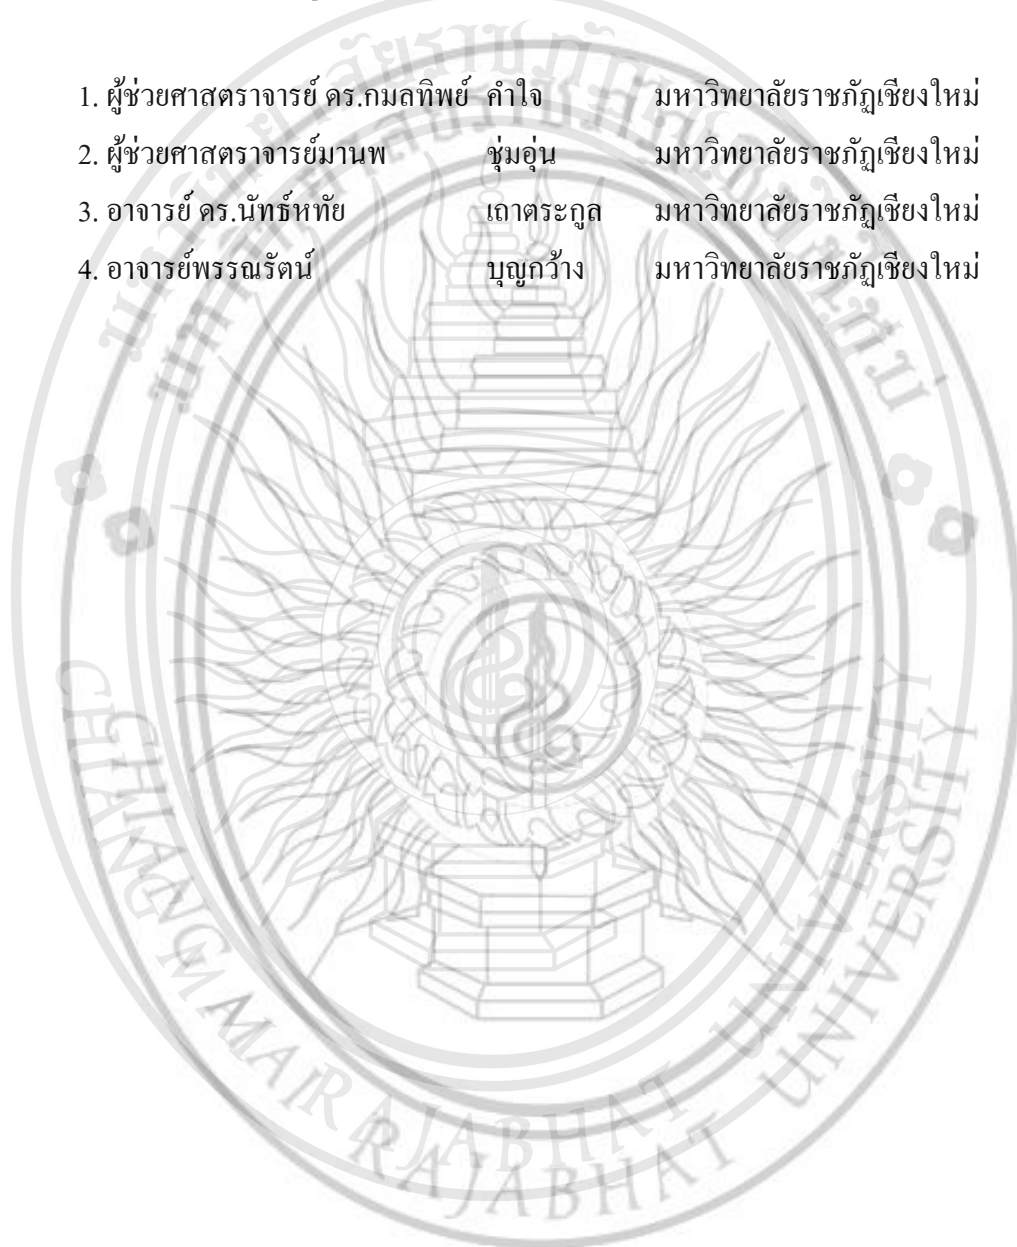 1. ผู้ช่วยศาสตราจารย์ ดร.กมลทิพย์ คำใจ มหาวิทยาลัยราชภัฏเชียงใหม่
2. ผู้ช่วยศาสตราจารย์มานพ ชุ่มอุ่น มหาวิทยาลัยราชภัฏเชียงใหม่
3. อาจารย์ ดร.นัทธ์หทัย เถาตระกูล มหาวิทยาลัยราชภัฏเชียงใหม่
4. อาจารย์พรรณรัตน์ บุญกว้าง มหาวิทยาลัยราชภัฏเชียงใหม่
CHIANG MAI RAJABHAT UNIVERSITY
CHIANG MAI RAJABHAT UNIVERSITY